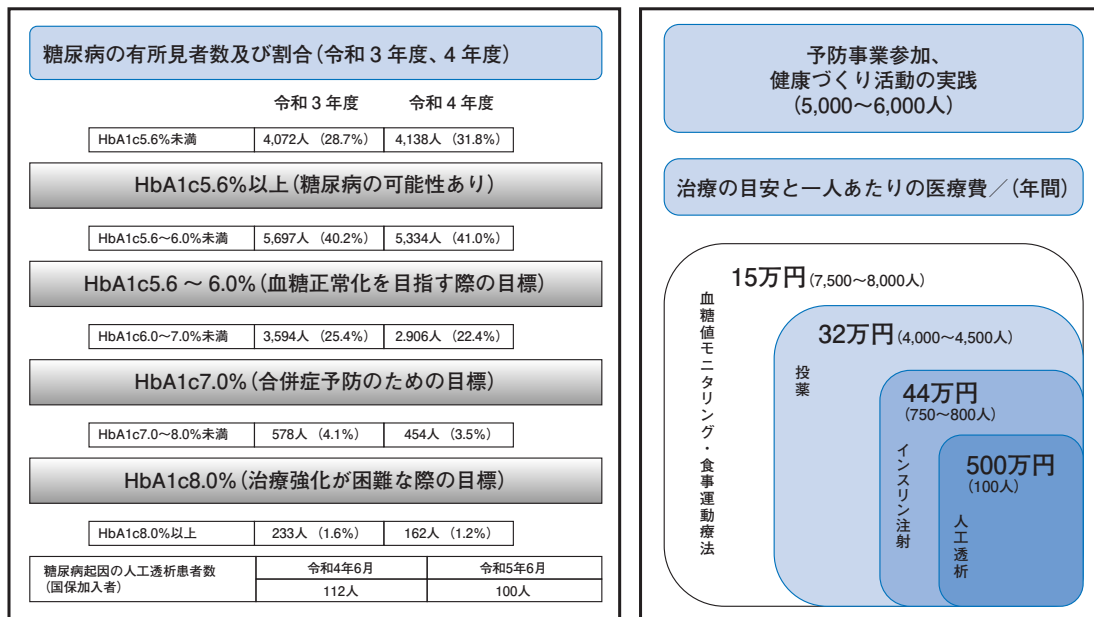 糖尿病の有所見者数及び割合(令和3年度、4年度)
令和3年度 令和4年度
HbA1c5.6%未満 4,072人 (28.7%) 4,138人 (31.8%)
HbA1c5.6%以上(糖尿病の可能性あり)
HbA1c5.6〜6.0%未満 5,697人 (40.2%) 5,334人 (41.0%)
HbA1c5.6 〜 6.0%(血糖正常化を目指す際の目標)
HbA1c6.0〜7.0%未満 3,594人 (25.4%) 2.906人 (22.4%)
HbA1c7.0%(合併症予防のための目標)
HbA1c7.0〜8.0%未満 578人 (4.1%) 454人 (3.5%)
HbA1c8.0%(治療強化が困難な際の目標)
HbA1c8.0%以上 233人 (1.6%) 162人 (1.2%)
糖尿病起因の人工透析患者数
(国保加入者)
令和4年6月 令和5年6月
112人 100人
予防事業参加、
健康づくり活動の実践
(5,000〜6,000人)
治療の目安と一人あたりの医療費／(年間)
15万円(7,500〜8,000人)
血糖値モニタリング・食事運動療法
32万円(4,000〜4,500人)
投薬
44万円
(750〜800人)
インスリン注射
500万円
(100人)
人工透析